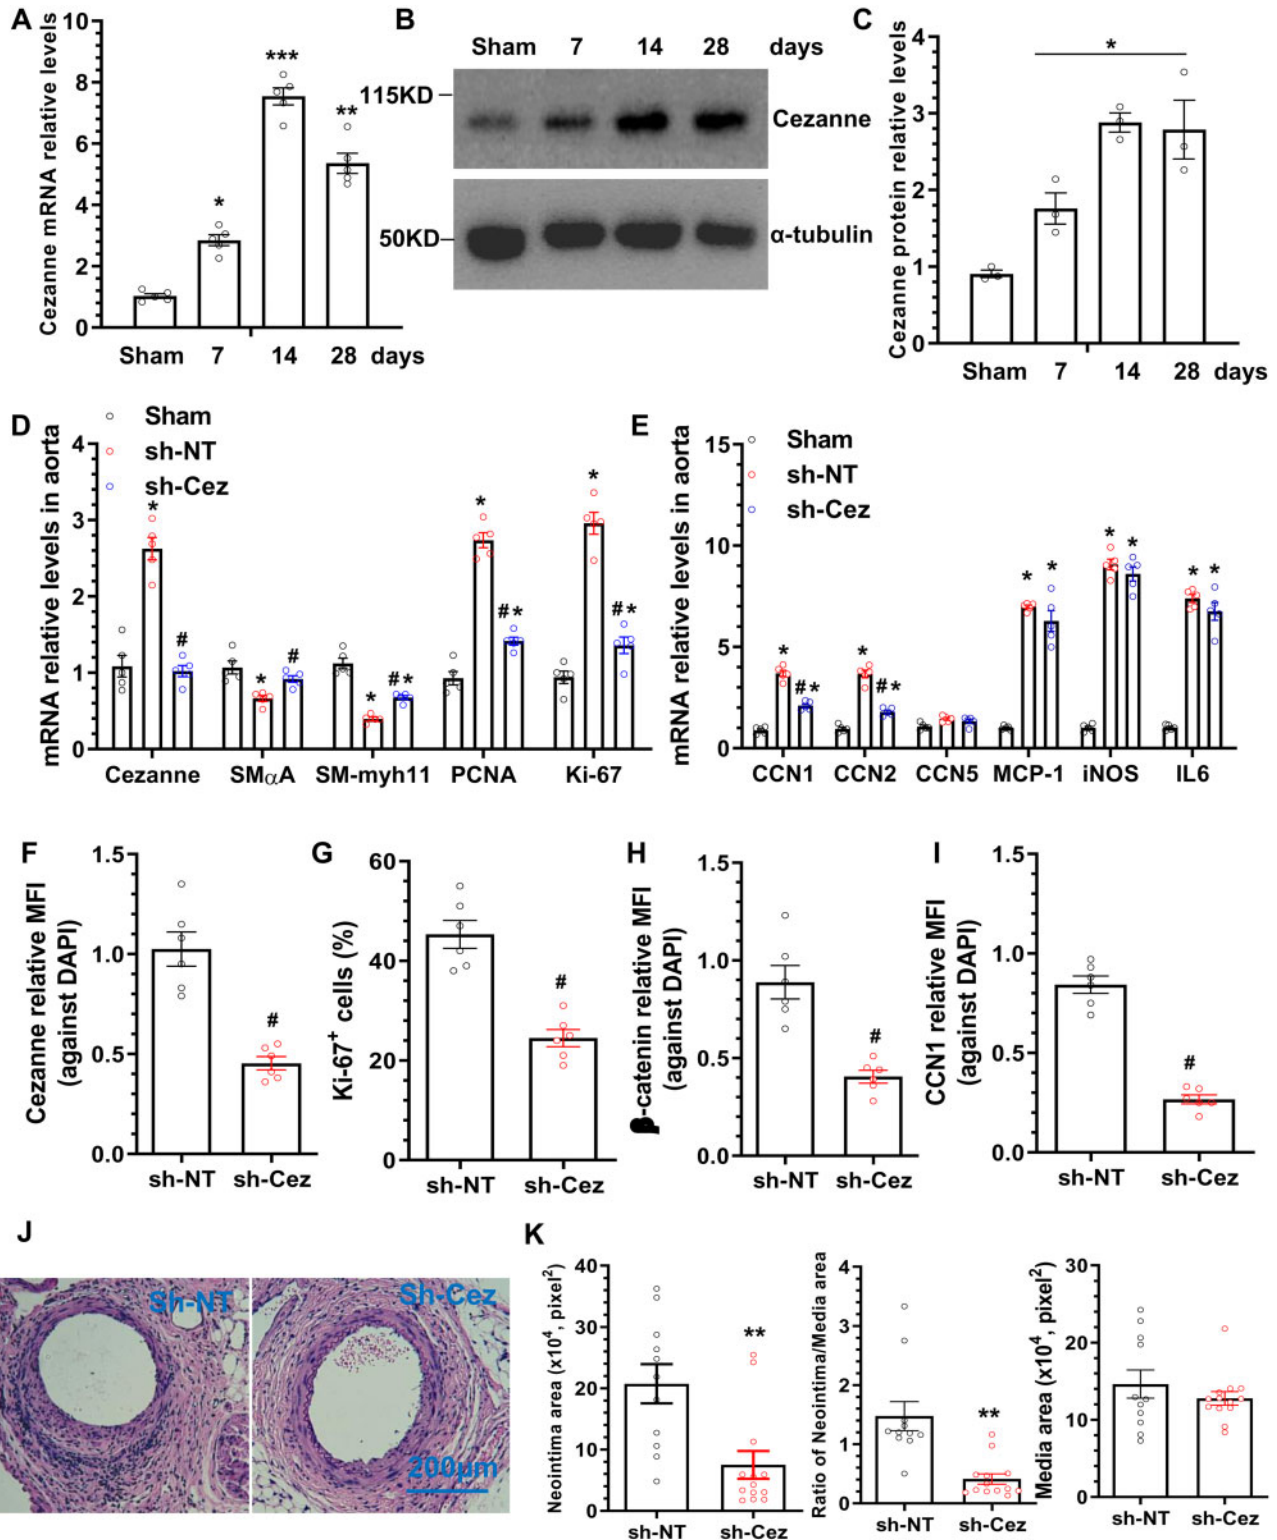 A
Cezanne mRNA relative levels
10
8
6
4
2
0
*
***
**
Sham 7 14 28 days
B
Sham 7 14 28 days
115KD
Cezanne
50KD
α-tubulin
C
Cezanne protein relative levels
4
3
2
1
0
*
Sham 7 14 28 days
D
mRNA relative levels in aorta
Sham
sh-NT
sh-Cez
4
3
2
1
0
* # * # * #* * #* * #*
Cezanne SMαA SM-myh11 PCNA Ki-67
E
mRNA relative levels in aorta
Sham
sh-NT
sh-Cez
15
10
5
0
* #* * #* * * * * * *
CCN1 CCN2 CCN5 MCP-1 iNOS IL6
F
Cezanne relative MFI
(against DAPI)
1.5
1.0
0.5
0.0
#
sh-NT sh-Cez
G
Ki-67⁺ cells (%)
60
40
20
0
#
sh-NT sh-Cez
H
β-catenin relative MFI
(against DAPI)
1.5
1.0
0.5
0.0
#
sh-NT sh-Cez
I
CCN1 relative MFI
(against DAPI)
1.5
1.0
0.5
0.0
#
sh-NT sh-Cez
J
Sh-NT
Sh-Cez
200μm
K
Neointima area (x10⁴, pixel²)
40
30
20
10
0
**
sh-NT sh-Cez
Ratio of Neointima/Media area
4
3
2
1
0
**
sh-NT sh-Cez
Media area (x10⁴, pixel²)
30
20
10
0
sh-NT sh-Cez